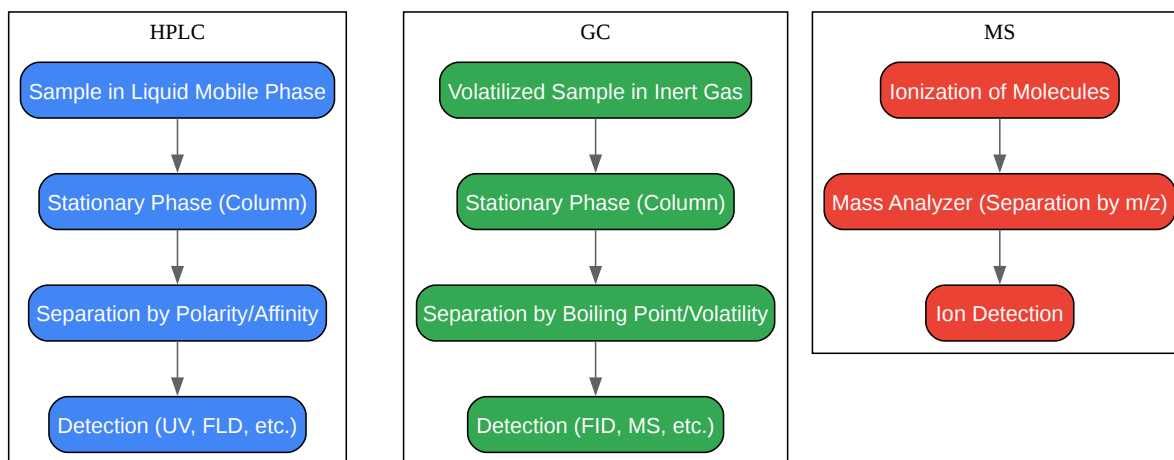 HPLC
Sample in Liquid Mobile Phase
Stationary Phase (Column)
Separation by Polarity/Affinity
Detection (UV, FLD, etc.)
GC
Volatilized Sample in Inert Gas
Stationary Phase (Column)
Separation by Boiling Point/Volatility
Detection (FID, MS, etc.)
MS
Ionization of Molecules
Mass Analyzer (Separation by m/z)
Ion Detection